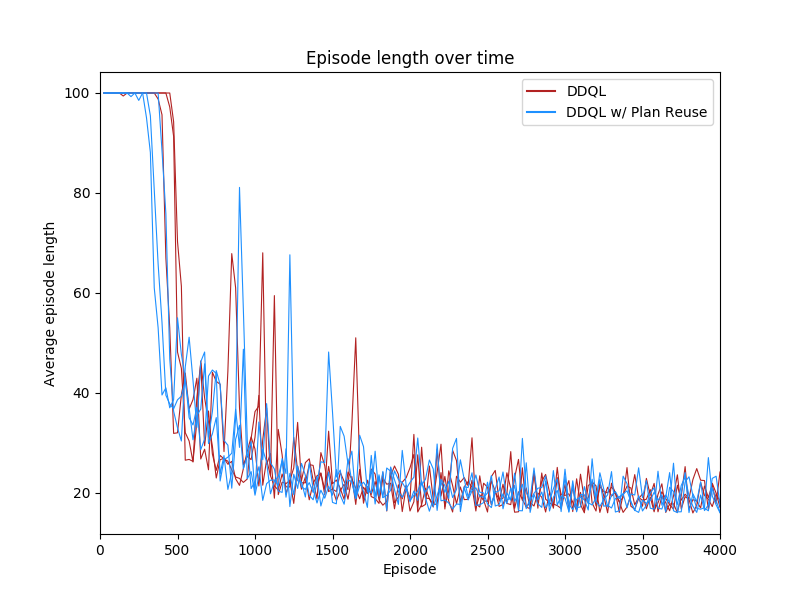 Episode length over time
DDQL
DDQL w/ Plan Reuse
Average episode length
100
80
60
40
20
0 500 1000 1500 2000 2500 3000 3500 4000
Episode